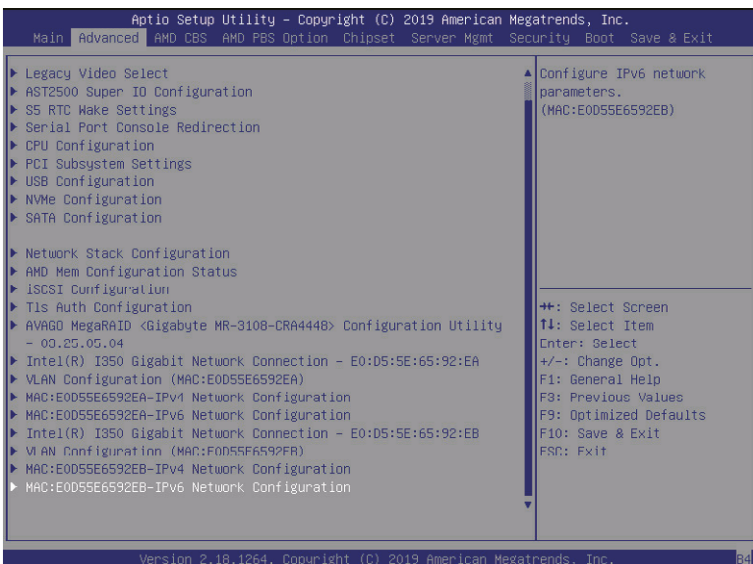 Aptio Setup Utility – Copyright (C) 2019 American Megatrends, Inc.
Main Advanced AMD CBS AMD PBS Option Chipset Server Mgmt Security Boot Save & Exit
▶ Legacy Video Select
▶ AST2500 Super IO Configuration
▶ S5 RTC Wake Settings
▶ Serial Port Console Redirection
▶ CPU Configuration
▶ PCI Subsystem Settings
▶ USB Configuration
▶ NVMe Configuration
▶ SATA Configuration
▶ Network Stack Configuration
▶ AMD Mem Configuration Status
▶ iSCSI Configuration
▶ Tls Auth Configuration
▶ AVAGO MegaRAID <Gigabyte MR-3108-CRA4448> Configuration Utility
– 03.25.05.04
▶ Intel(R) I350 Gigabit Network Connection – E0:D5:5E:65:92:EA
▶ VLAN Configuration (MAC:E0D55E6592EA)
▶ MAC:E0D55E6592EA-IPv4 Network Configuration
▶ MAC:E0D55E6592EA-IPv6 Network Configuration
▶ Intel(R) I350 Gigabit Network Connection – E0:D5:5E:65:92:EB
▶ VLAN Configuration (MAC:E0D55E6592EB)
▶ MAC:E0D55E6592EB-IPv4 Network Configuration
▶ MAC:E0D55E6592EB-IPv6 Network Configuration
Configure IPv6 network
parameters.
(MAC:E0D55E6592EB)
→←: Select Screen
↑↓: Select Item
Enter: Select
+/-: Change Opt.
F1: General Help
F3: Previous Values
F9: Optimized Defaults
F10: Save & Exit
ESC: Exit
Version 2.18.1264. Copyright (C) 2019 American Megatrends, Inc.
B4